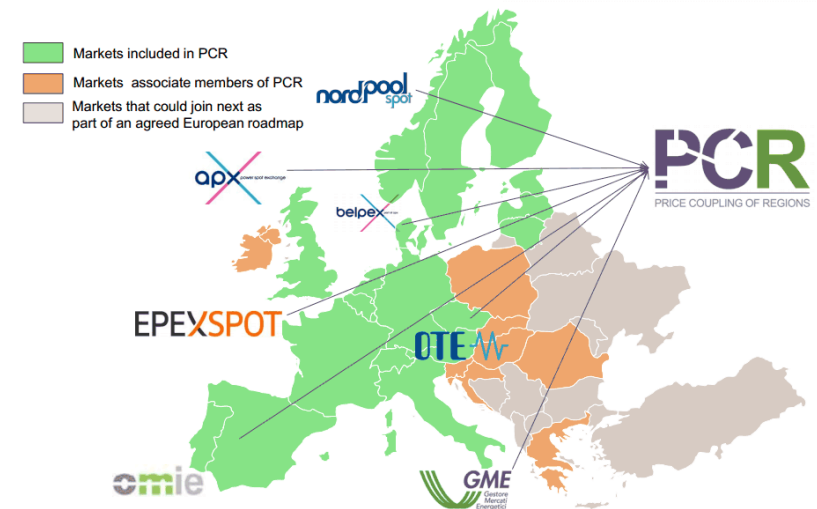 Markets included in PCR
Markets associate members of PCR
Markets that could join next as
part of an agreed European roadmap
nordpool
spot
apx
power spot exchange
belpex
PCR
PRICE COUPLING OF REGIONS
EPEXSPOT
OTE
omie
GME
Gestore
Mercati
Energetici